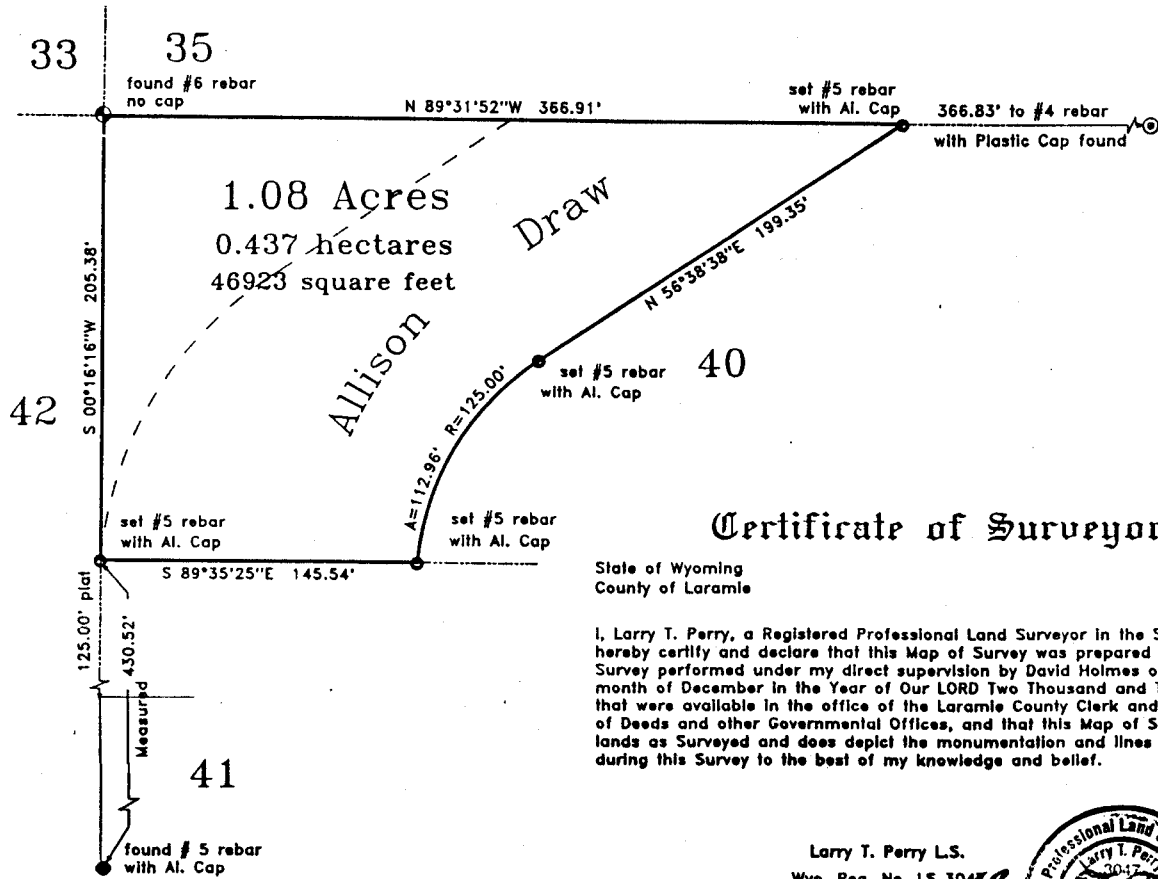 33
35
found #6 rebar
no cap
N 89°31'52"W 366.91'
set #5 rebar
with Al. Cap
366.83' to #4 rebar
with Plastic Cap found
1.08 Acres
0.437 hectares
46923 square feet
Allison Draw
S 00°16'16"W 205.38'
N 56°38'38"E 199.35'
40
set #5 rebar
with Al. Cap
42
A=112.96' R=125.00'
set #5 rebar
with Al. Cap
set #5 rebar
with Al. Cap
S 89°35'25"E 145.54'
125.00' plat
430.52'
Measured
41
found # 5 rebar
with Al. Cap
Certificate of Surveyor
State of Wyoming
County of Laramie
I, Larry T. Perry, a Registered Professional Land Surveyor in the S
hereby certify and declare that this Map of Survey was prepared
Survey performed under my direct supervision by David Holmes o
month of December in the Year of Our LORD Two Thousand and T
that were available in the office of the Laramie County Clerk and
of Deeds and other Governmental Offices, and that this Map of S
lands as Surveyed and does depict the monumentation and lines
during this Survey to the best of my knowledge and belief.
Larry T. Perry L.S.
Wyo. Reg. No. LS 3047
Professional Land
Larry T. Perry
3047